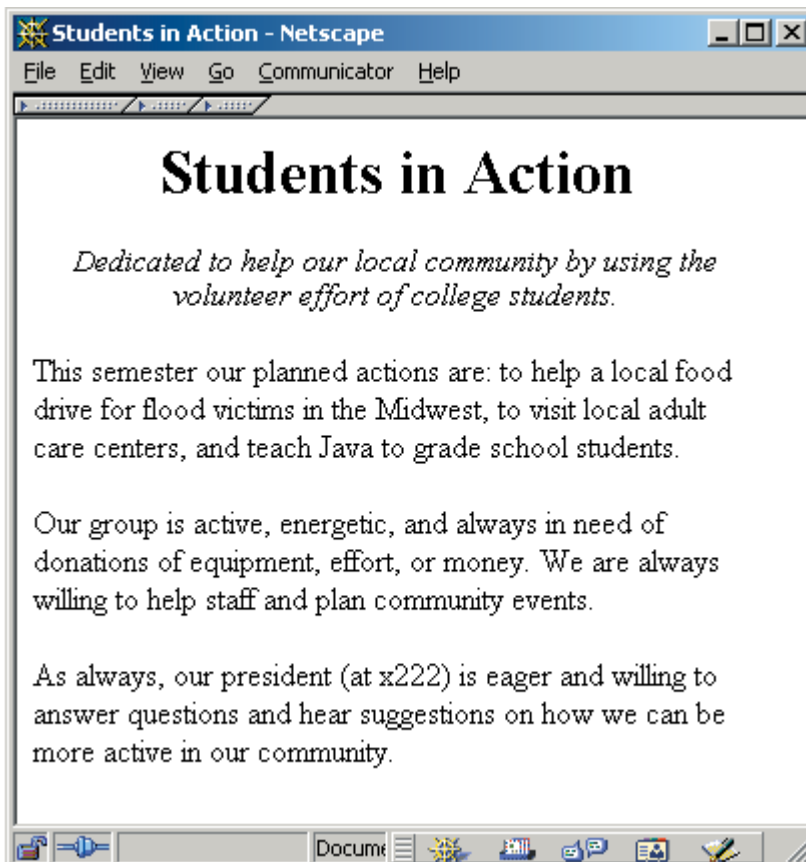 Students in Action - Netscape
File Edit View Go Communicator Help
Students in Action
Dedicated to help our local community by using the
volunteer effort of college students.
This semester our planned actions are: to help a local food
drive for flood victims in the Midwest, to visit local adult
care centers, and teach Java to grade school students.
Our group is active, energetic, and always in need of
donations of equipment, effort, or money. We are always
willing to help staff and plan community events.
As always, our president (at x222) is eager and willing to
answer questions and hear suggestions on how we can be
more active in our community.
Docume